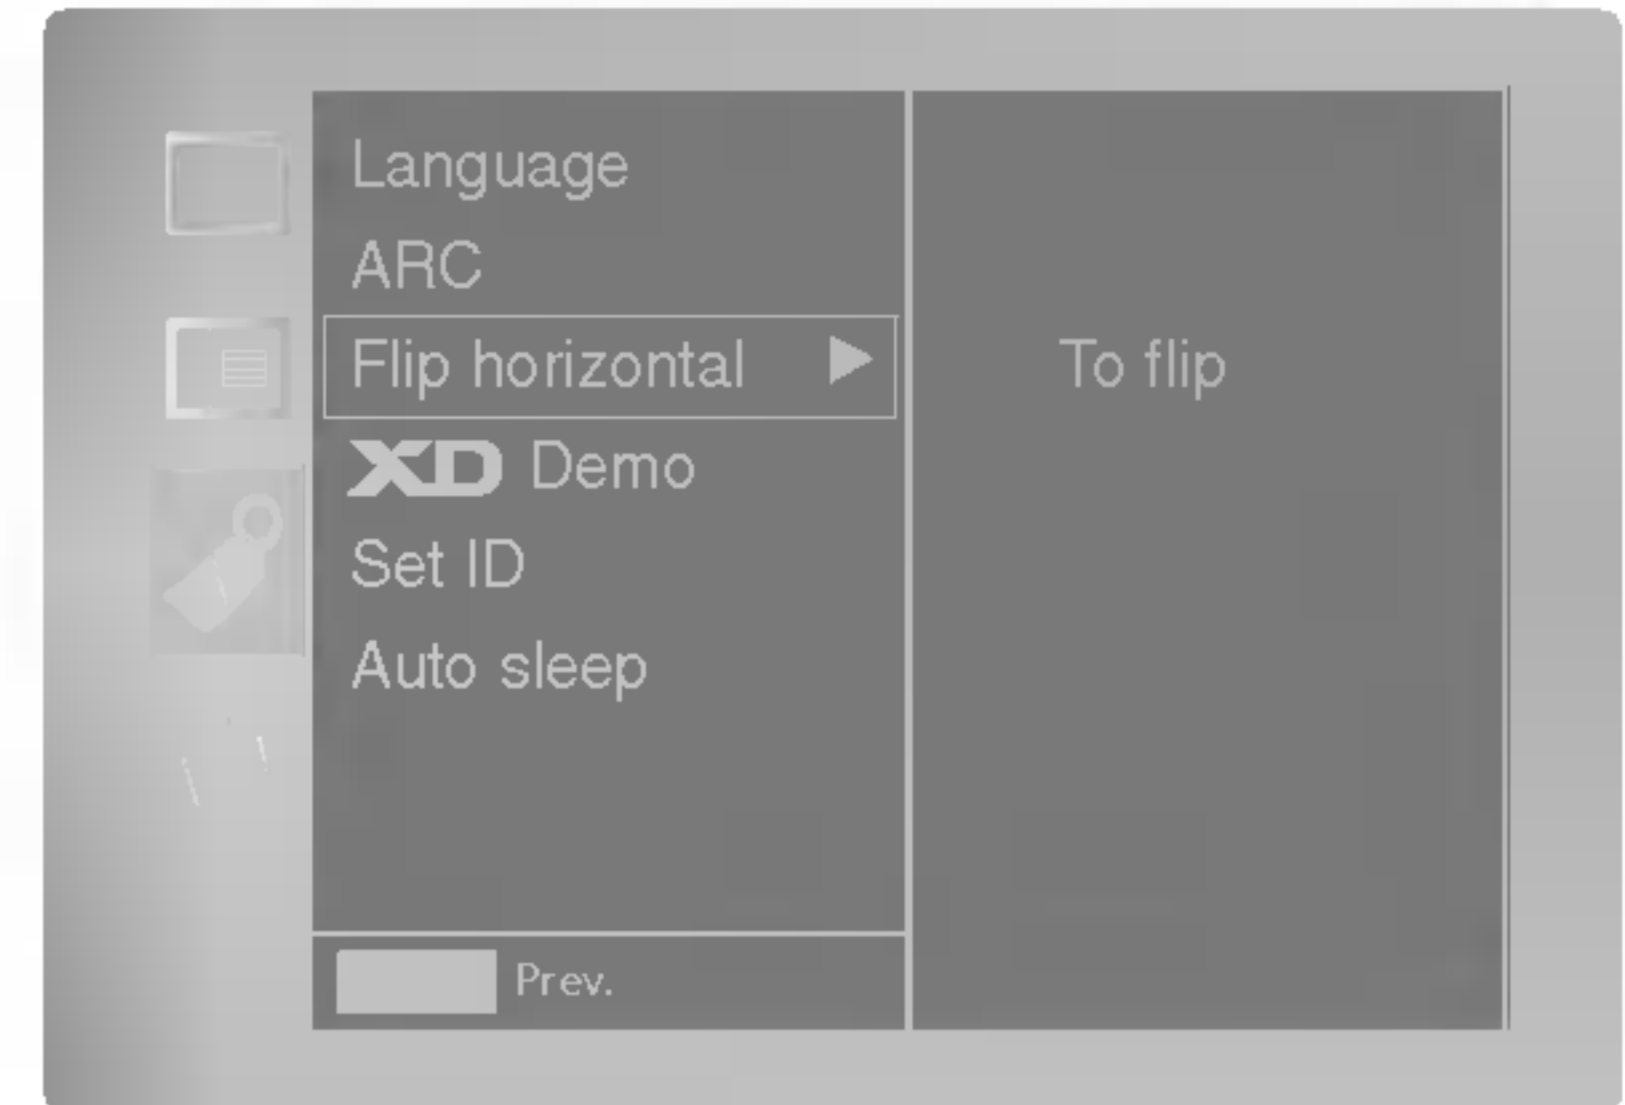 Language
ARC
Flip horizontal ▶ To flip
XD Demo
Set ID
Auto sleep
Prev.